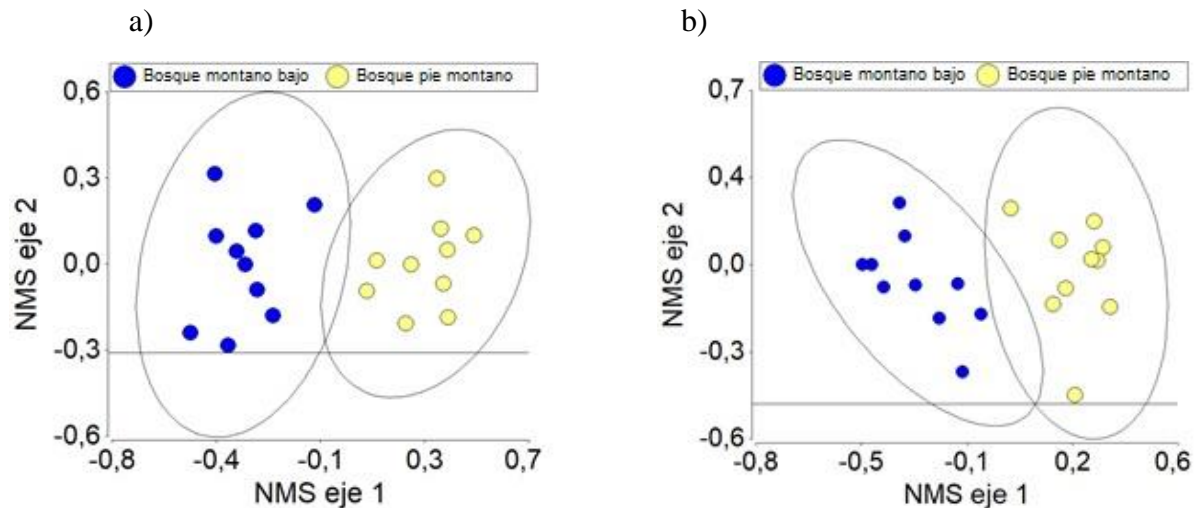 a)
Bosque montano bajo Bosque pie montano
0,6
0,3
0,0
-0,3
-0,6
NMS eje 2
-0,8 -0,4 -0,1 0,3 0,7
NMS eje 1
b)
Bosque montano bajo Bosque pie montano
0,7
0,4
0,0
-0,3
-0,6
NMS eje 2
-0,8 -0,5 -0,1 0,2 0,6
NMS eje 1